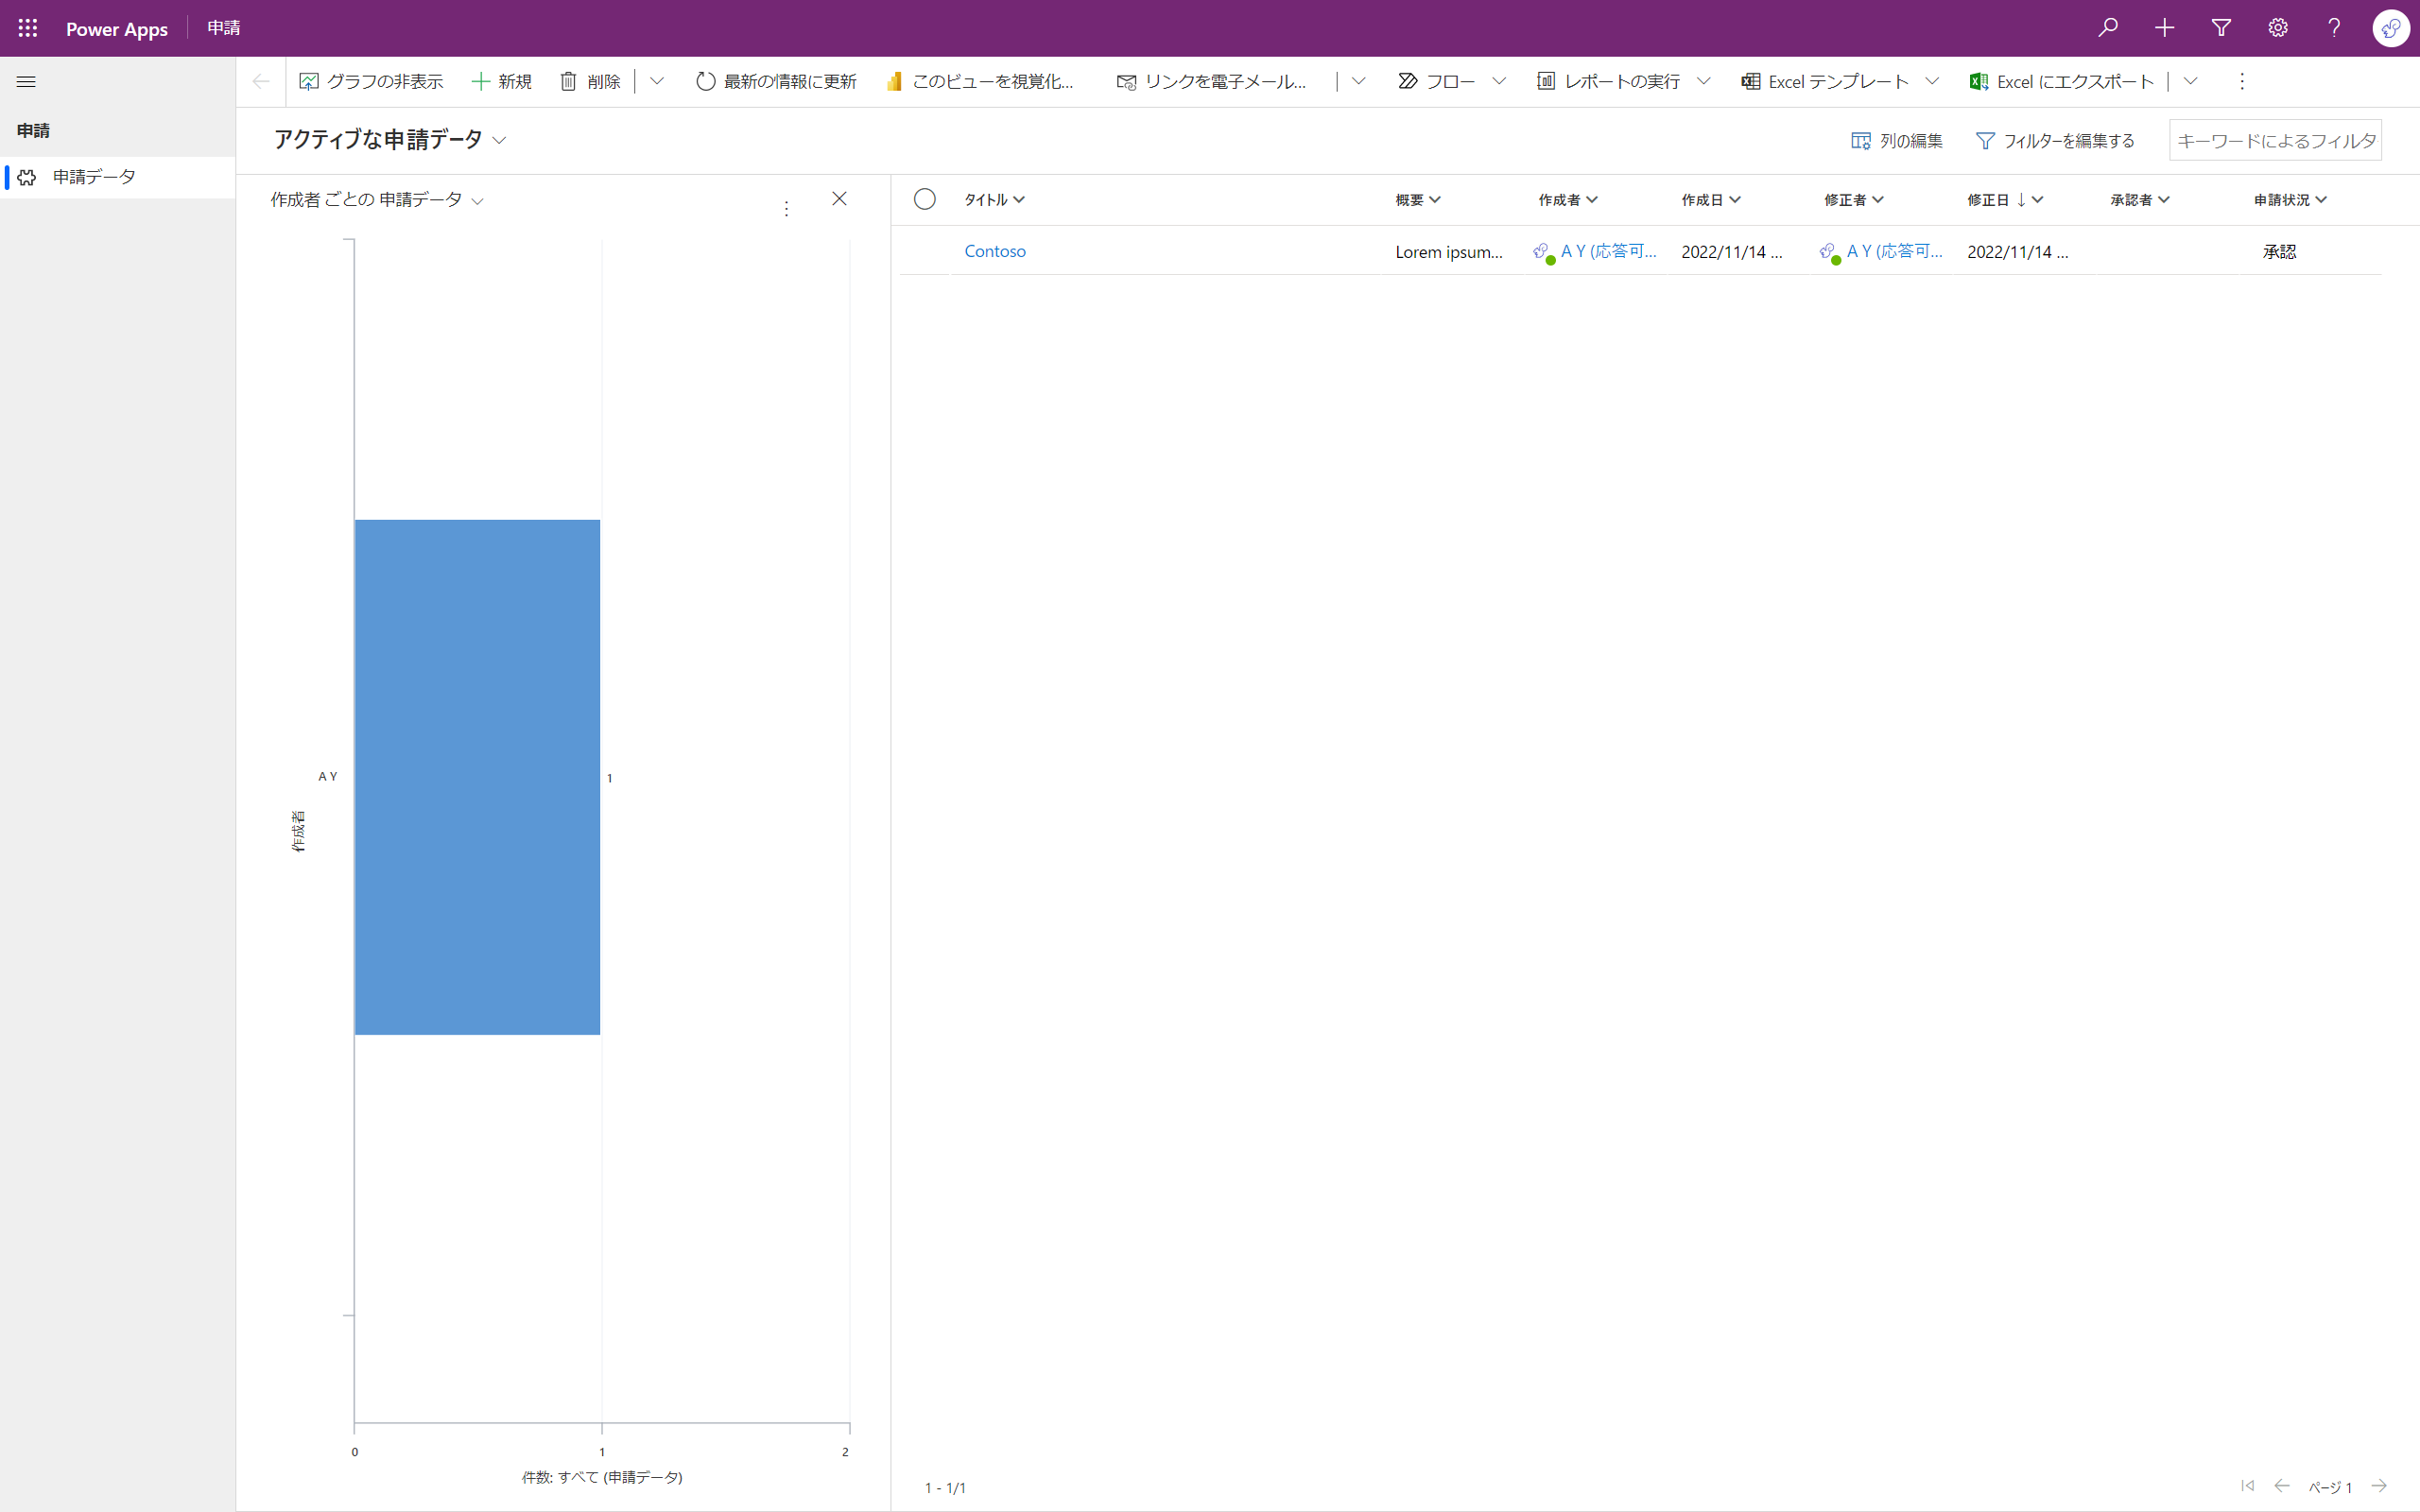 Power Apps 申請
グラフの非表示 新規 削除 最新の情報に更新 このビューを視覚化... リンクを電子メール... フロー レポートの実行 Excel テンプレート Excel にエクスポート
申請
申請データ
アクティブな申請データ 列の編集 フィルターを編集する キーワードによるフィルタ
作成者 ごとの 申請データ
タイトル 概要 作成者 作成日 修正者 修正日 ↓ 承認者 申請状況
Contoso Lorem ipsum... A Y (応答可... 2022/11/14 ... A Y (応答可... 2022/11/14 ... 承認
A Y
1
作成者
0 1 2
件数: すべて (申請データ)
1 - 1/1 ページ 1